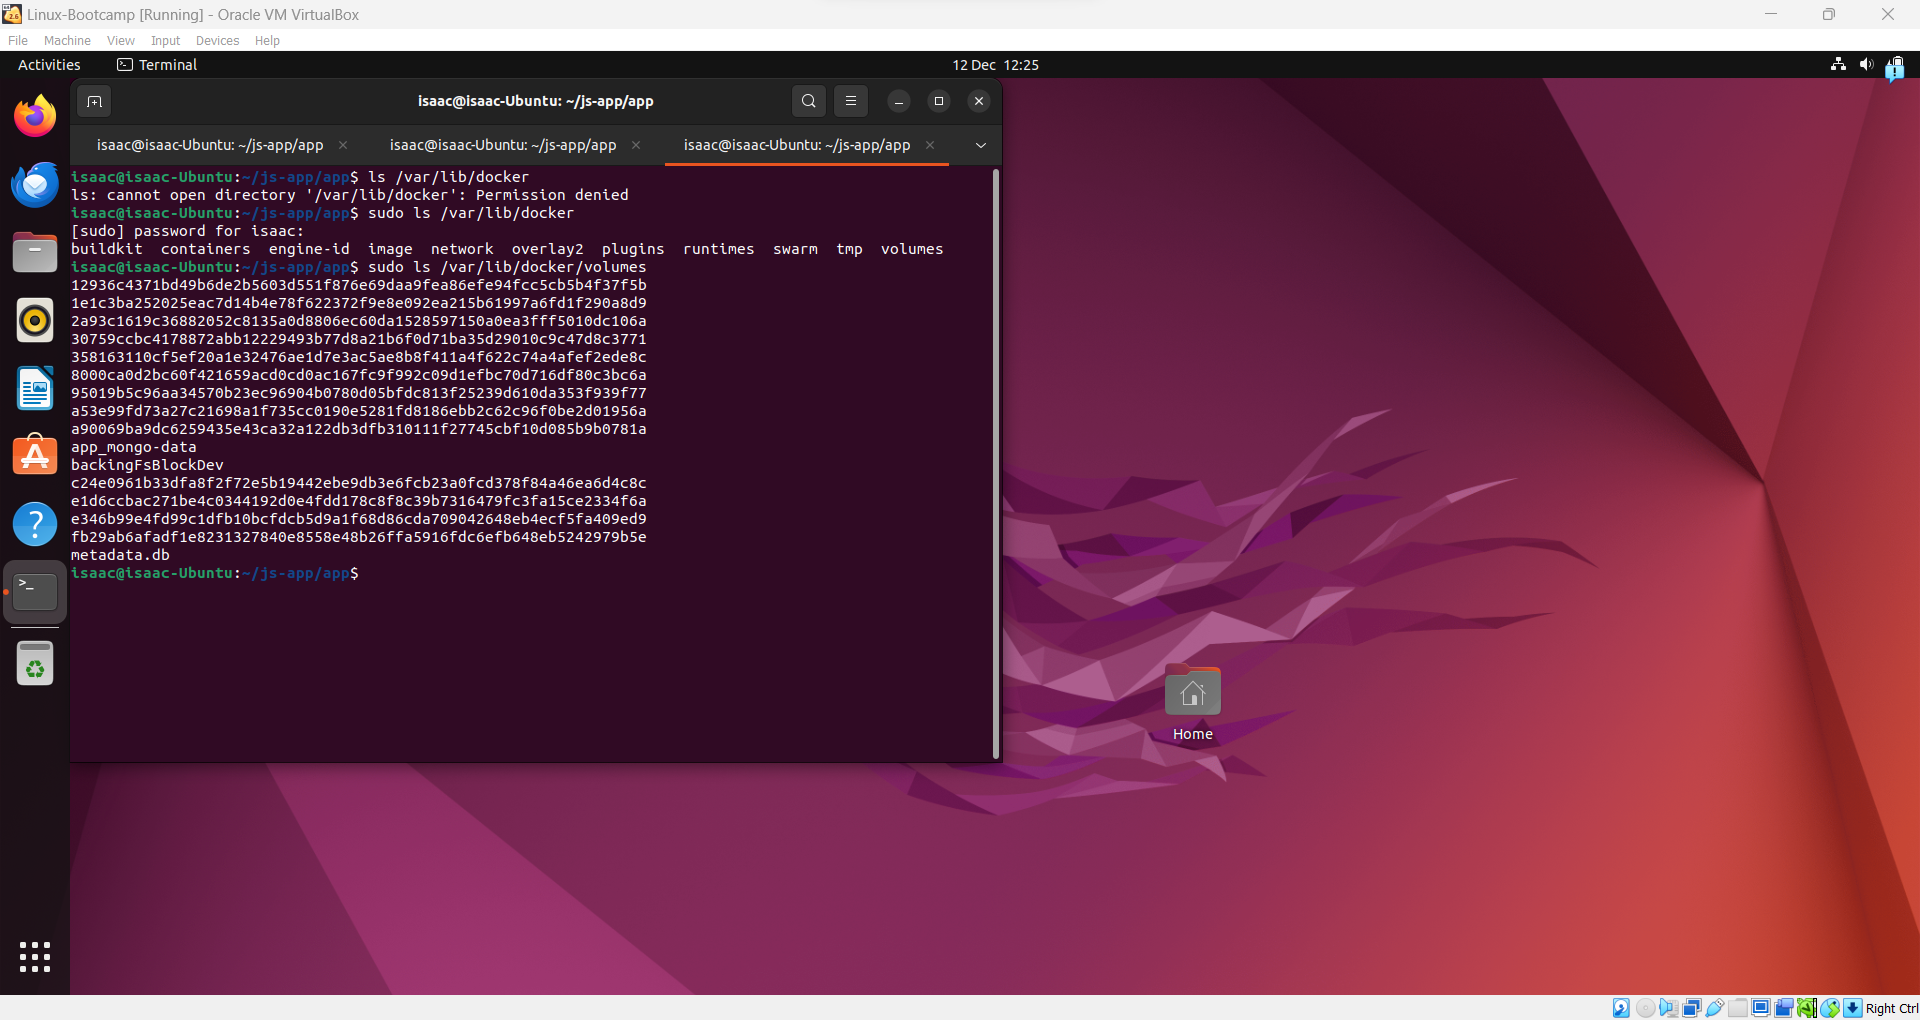 Linux-Bootcamp [Running] - Oracle VM VirtualBox
File Machine View Input Devices Help
Activities Terminal 12 Dec 12:25
isaac@isaac-Ubuntu: ~/js-app/app
isaac@isaac-Ubuntu: ~/js-app/app isaac@isaac-Ubuntu: ~/js-app/app isaac@isaac-Ubuntu: ~/js-app/app
isaac@isaac-Ubuntu:~/js-app/app$ ls /var/lib/docker
ls: cannot open directory '/var/lib/docker': Permission denied
isaac@isaac-Ubuntu:~/js-app/app$ sudo ls /var/lib/docker
[sudo] password for isaac:
buildkit containers engine-id image network overlay2 plugins runtimes swarm tmp volumes
isaac@isaac-Ubuntu:~/js-app/app$ sudo ls /var/lib/docker/volumes
12936c4371bd49b6de2b5603d551f876e69daa9fea86efe94fcc5cb5b4f37f5b
1e1c3ba252025eac7d14b4e78f622372f9e8e092ea215b61997a6fd1f290a8d9
2a93c1619c36882052c8135a0d8806ec60da1528597150a0ea3fff5010dc106a
30759ccbc4178872abb12229493b77d8a21b6f0d71ba35d29010c9c47d8c3771
358163110cf5ef20a1e32476ae1d7e3ac5ae8b8f411a4f622c74a4afef2ede8c
8000ca0d2bc60f421659acd0cd0ac167fc9f992c09d1efbc70d716df80c3bc6a
95019b5c96aa34570b23ec96904b0780d05bfdc813f25239d610da353f939f77
a53e99fd73a27c21698a1f735cc0190e5281fd8186ebb2c62c96f0be2d01956a
a90069ba9dc6259435e43ca32a122db3dfb310111f27745cbf10d085b9b0781a
app_mongo-data
backingFsBlockDev
c24e0961b33dfa8f2f72e5b19442ebe9db3e6fcb23a0fcd378f84a46ea6d4c8c
e1d6ccbac271be4c0344192d0e4fdd178c8f8c39b7316479fc3fa15ce2334f6a
e346b99e4fd99c1dfb10bcfdcb5d9a1f68d86cda709042648eb4ecf5fa409ed9
fb29ab6afadf1e8231327840e8558e48b26ffa5916fdc6efb648eb5242979b5e
metadata.db
isaac@isaac-Ubuntu:~/js-app/app$
Home
Right Ctrl